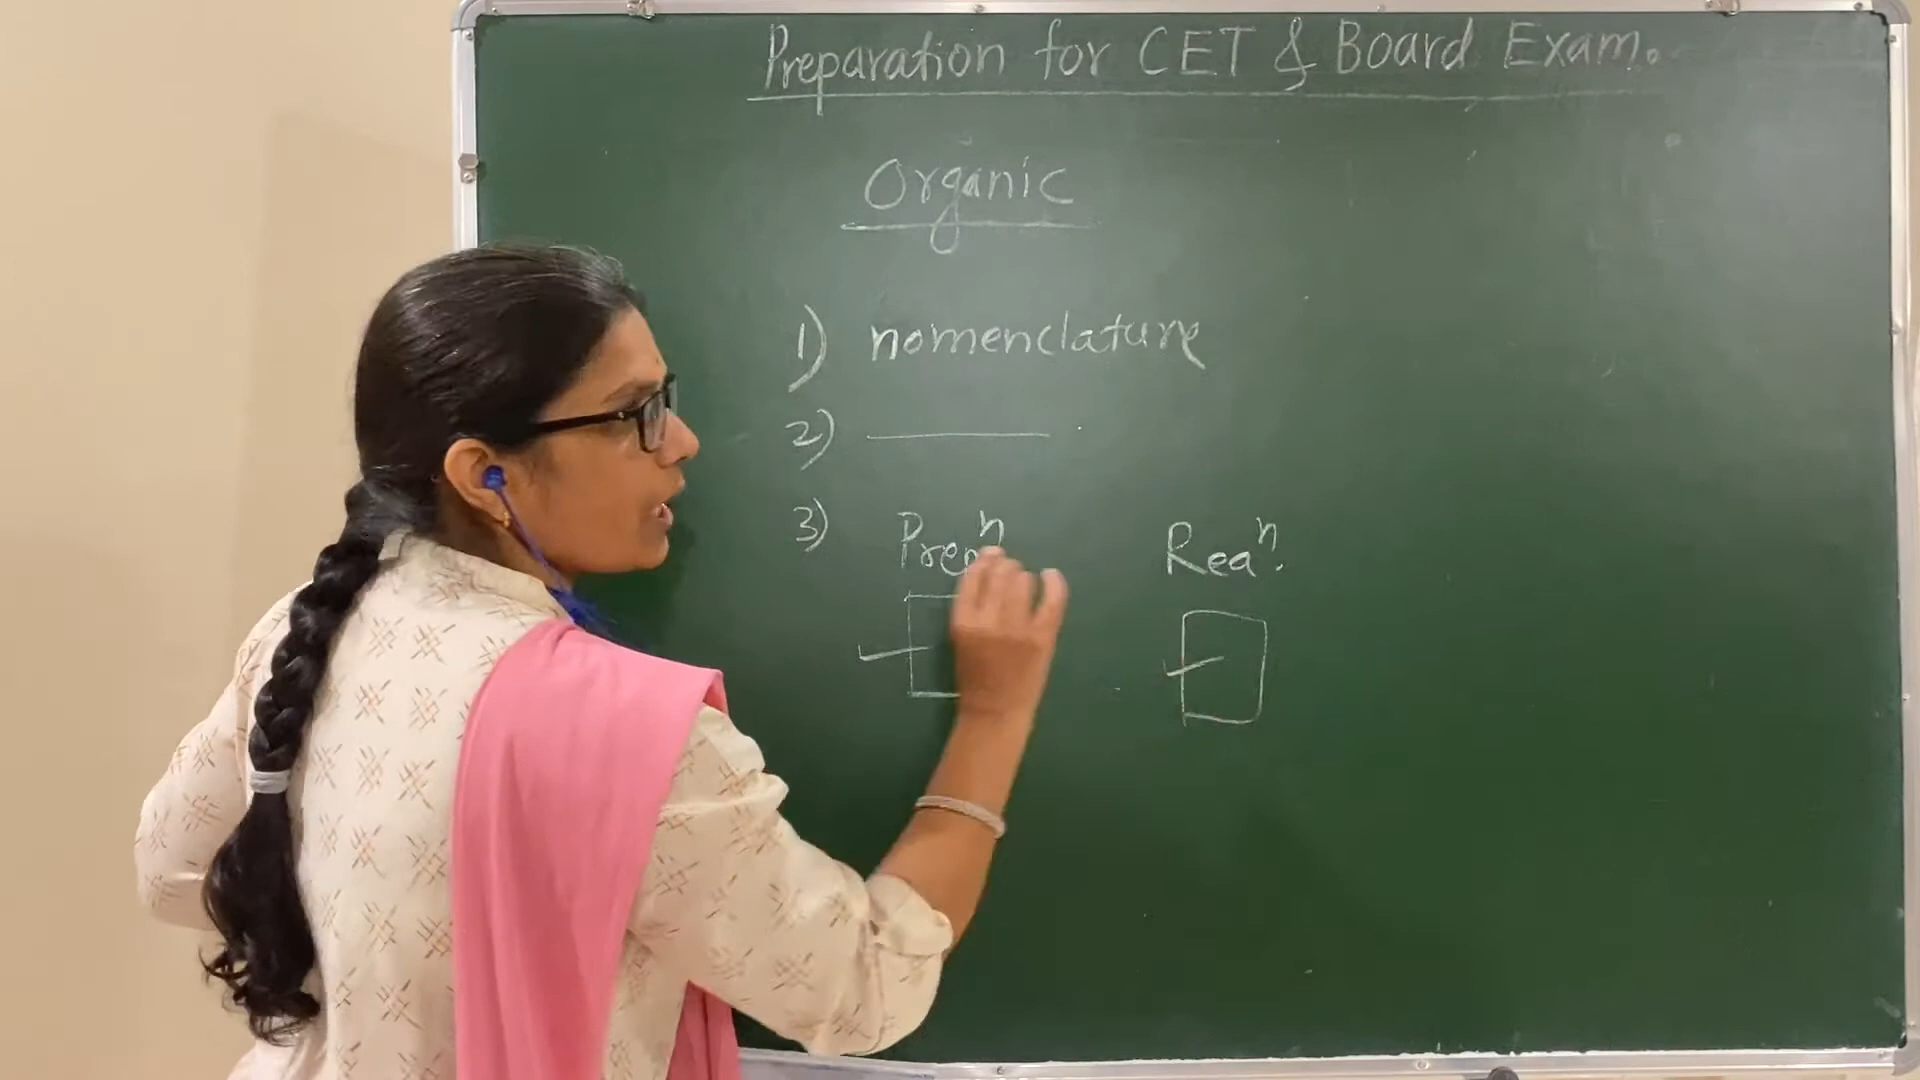 Preparation for CET & Board Exam.
Organic
1) nomenclature
2)
3) Prepⁿ Reaⁿ.